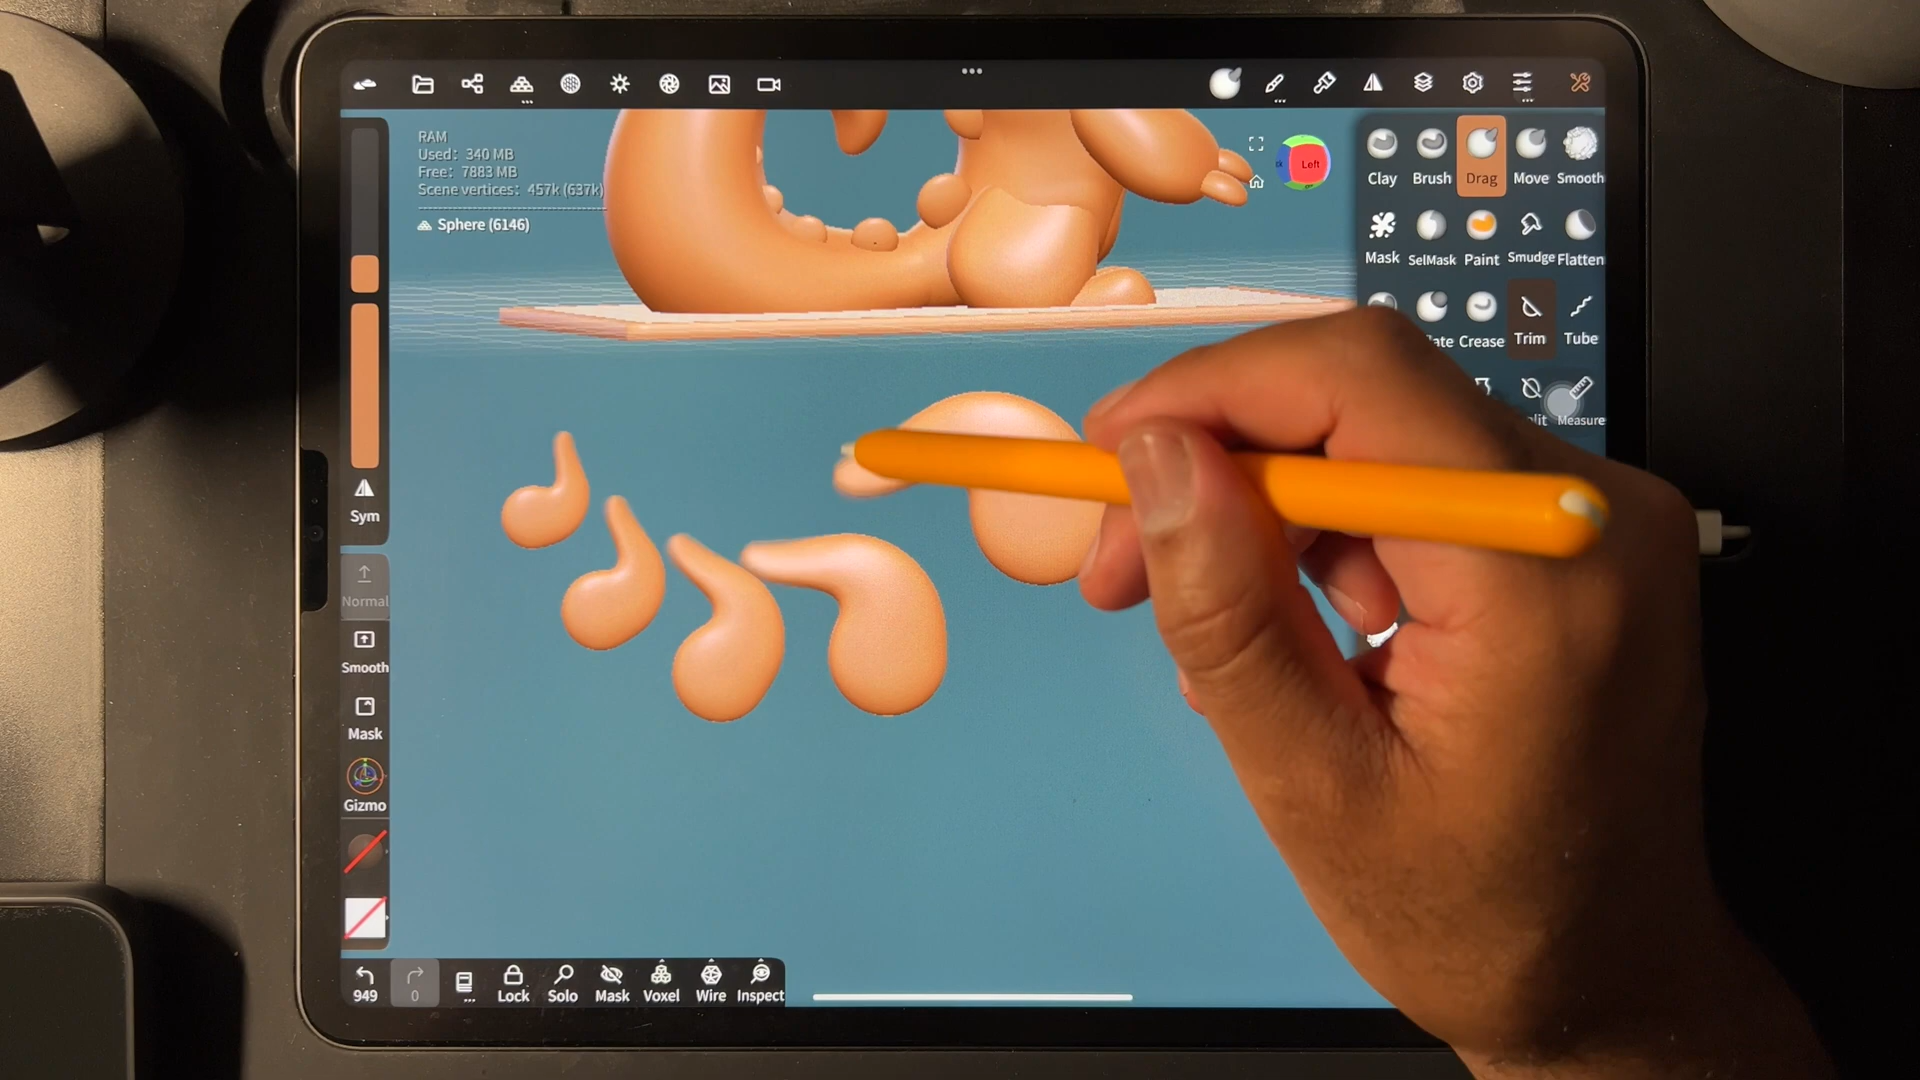 RAM
Used: 340 MB
Free: 7883 MB
Scene vertices: 457k (637k)
Sphere (6146)
Left
Clay
Brush
Drag
Move
Smooth
Mask
SelMask
Paint
Smudge
Flatten
Crease
Trim
Tube
Measure
Sym
Normal
Smooth
Mask
Gizmo
949
0
Lock
Solo
Mask
Voxel
Wire
Inspect